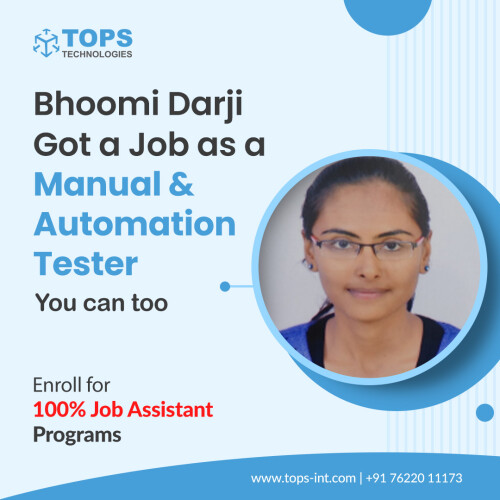 TOPS
TECHNOLOGIES
Bhoomi Darji
Got a Job as a
Manual &
Automation
Tester
You can too
Enroll for
100% Job Assistant
Programs
www.tops-int.com | +91 76220 11173